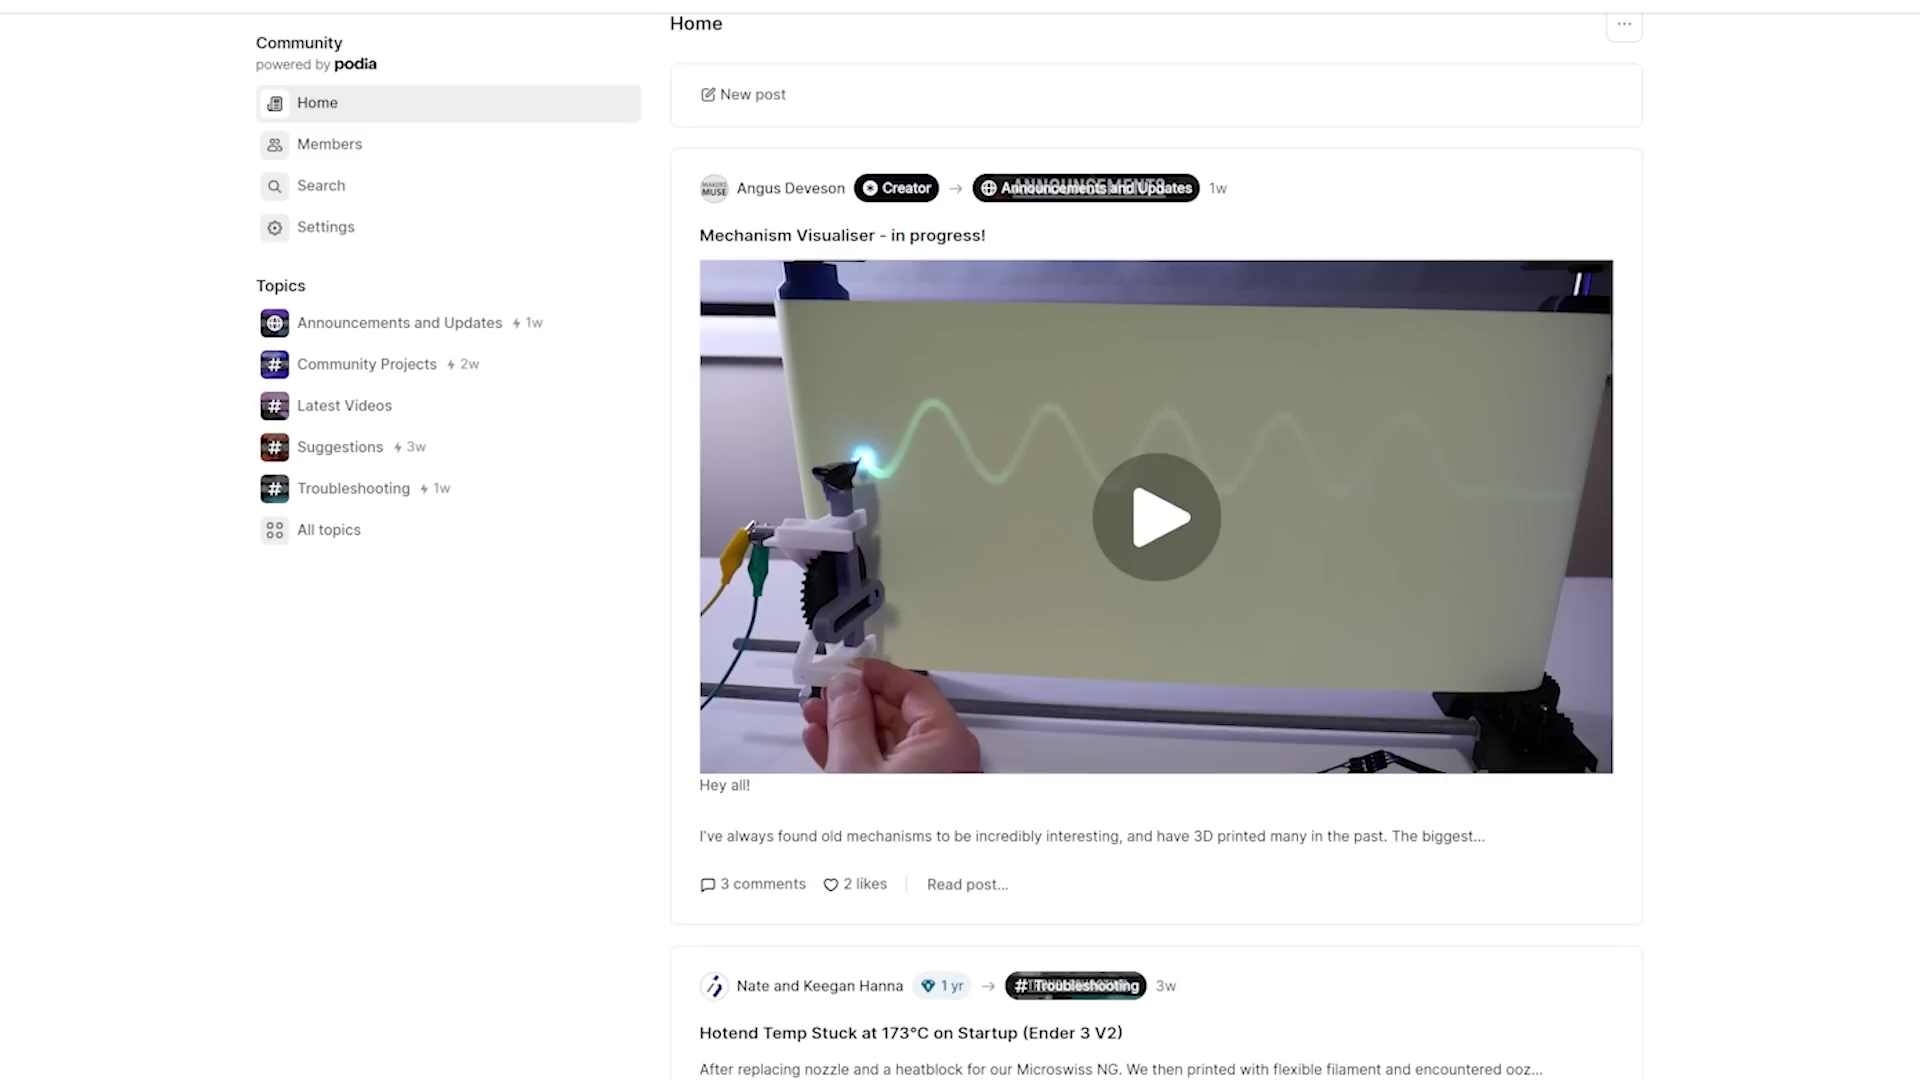 Home
...
Community
powered by podia
Home
Members
Search
Settings
Topics
Announcements and Updates 1w
Community Projects 2w
Latest Videos
Suggestions 3w
Troubleshooting 1w
All topics
New post
MAKERS MUSE
Angus Deveson Creator → Announcements and Updates 1w
Mechanism Visualiser - in progress!
Hey all!
I've always found old mechanisms to be incredibly interesting, and have 3D printed many in the past. The biggest...
3 comments 2 likes Read post...
Nate and Keegan Hanna 1 yr → # Troubleshooting 3w
Hotend Temp Stuck at 173°C on Startup (Ender 3 V2)
After replacing nozzle and a heatblock for our Microswiss NG. We then printed with flexible filament and encountered ooz...